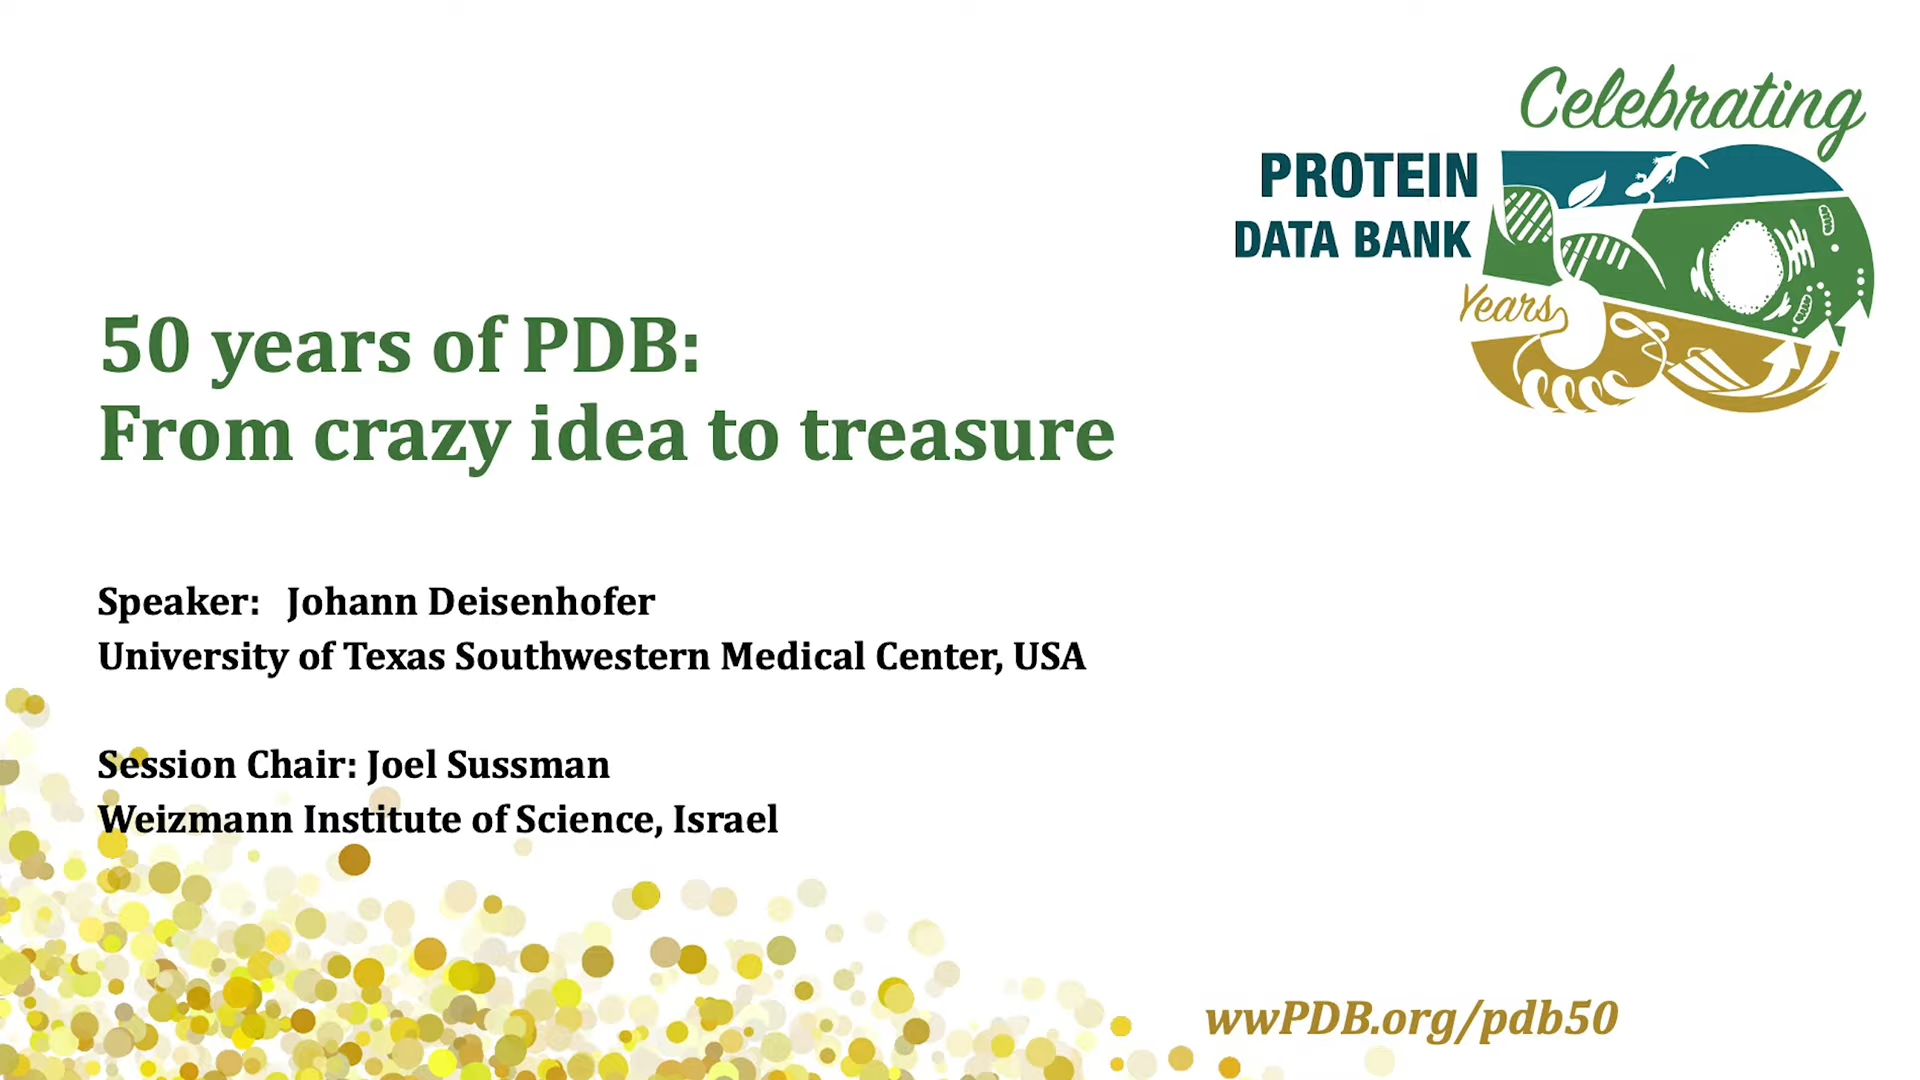 Celebrating
PROTEIN
DATA BANK
Years
50 years of PDB:
From crazy idea to treasure
Speaker: Johann Deisenhofer
University of Texas Southwestern Medical Center, USA
Session Chair: Joel Sussman
Weizmann Institute of Science, Israel
wwPDB.org/pdb50